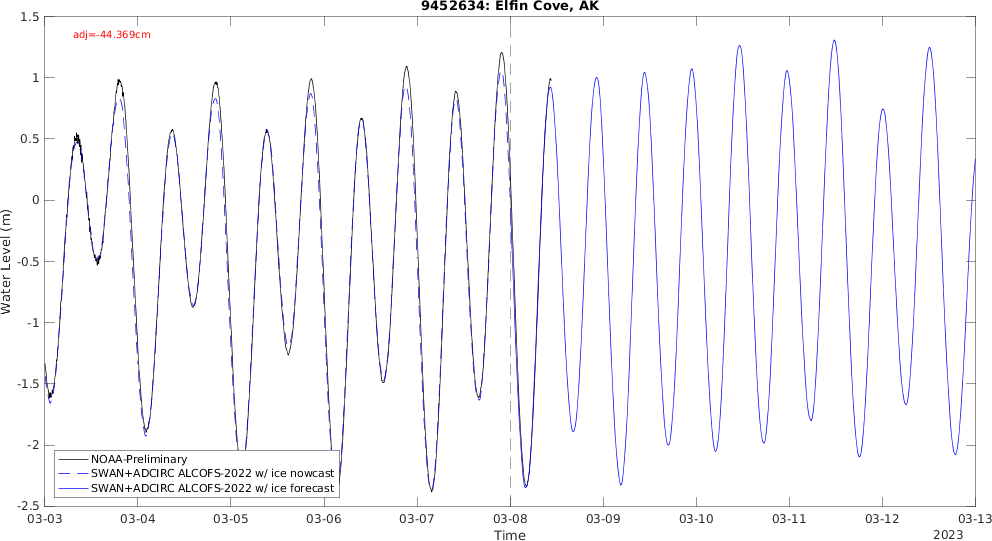 9452634: Elfin Cove, AK
adj=-44.369cm
1.5
1
0.5
0
-0.5
-1
-1.5
-2
-2.5
Water Level (m)
NOAA-Preliminary
SWAN+ADCIRC ALCOFS-2022 w/ ice nowcast
SWAN+ADCIRC ALCOFS-2022 w/ ice forecast
03-03 03-04 03-05 03-06 03-07 03-08 03-09 03-10 03-11 03-12 03-13
Time
2023